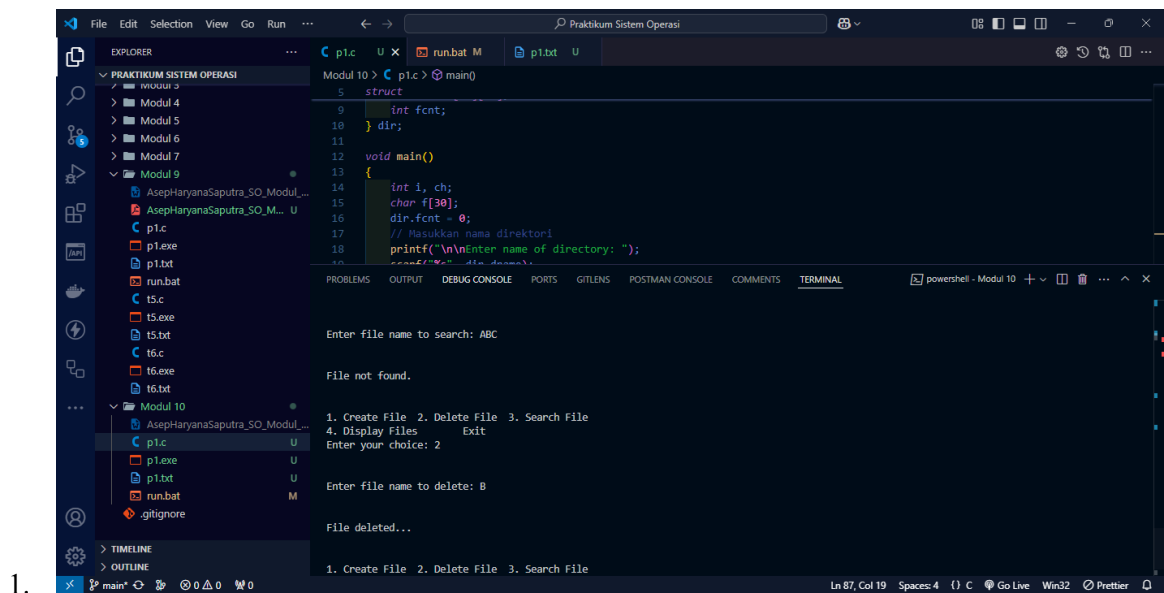 File Edit Selection View Go Run ...
Praktikum Sistem Operasi
EXPLORER
PRAKTIKUM SISTEM OPERASI
Modul 4
Modul 5
Modul 6
Modul 7
Modul 9
AsepHaryanaSaputra_SO_Modul_...
AsepHaryanaSaputra_SO_M... U
p1.c
p1.exe
p1.txt
run.bat
t5.c
t5.exe
t5.txt
t6.c
t6.exe
t6.txt
Modul 10
AsepHaryanaSaputra_SO_Modul_...
p1.c U
p1.exe U
p1.txt U
run.bat M
.gitignore
TIMELINE
OUTLINE
5
/API
p1.c U run.bat M p1.txt U
Modul 10 > p1.c > main()
5 struct
9 int fcnt;
10 } dir;
11
12 void main()
13 {
14 int i, ch;
15 char f[30];
16 dir.fcnt = 0;
17 // Masukkan nama direktori
18 printf("\n\nEnter name of directory: ");
PROBLEMS OUTPUT DEBUG CONSOLE PORTS GITLENS POSTMAN CONSOLE COMMENTS TERMINAL powershell - Modul 10
Enter file name to search: ABC
File not found.
1. Create File 2. Delete File 3. Search File
4. Display Files Exit
Enter your choice: 2
Enter file name to delete: B
File deleted...
1. Create File 2. Delete File 3. Search File
main* 0 0 0 Ln 87, Col 19 Spaces: 4 {} C Go Live Win32 Prettier
1.